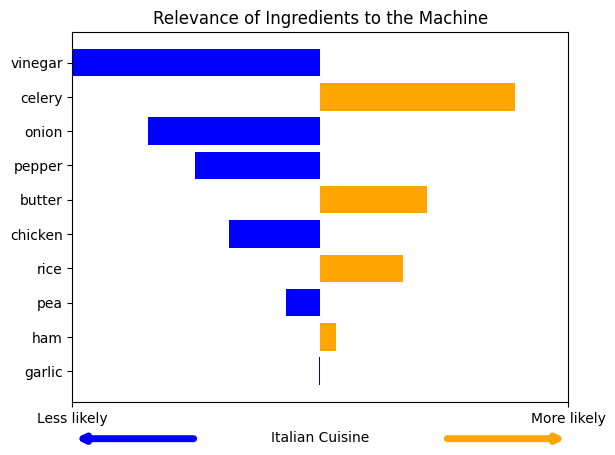 Relevance of Ingredients to the Machine
vinegar
celery
onion
pepper
butter
chicken
rice
pea
ham
garlic
Less likely
More likely
Italian Cuisine